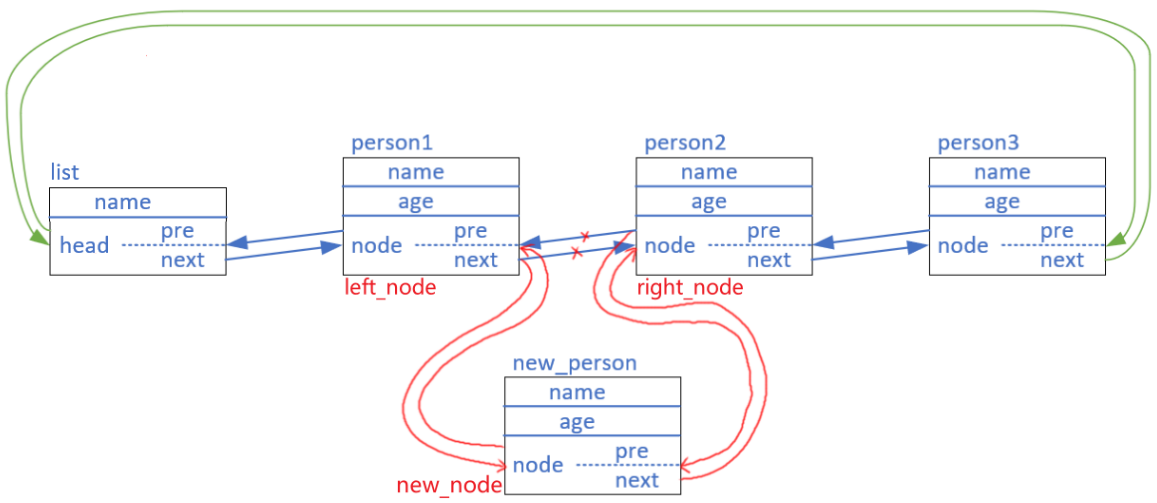 person1
person2
person3
list
name
name
name
name
age
age
age
head
pre
next
node
pre
next
node
pre
next
node
pre
next
left_node
right_node
new_person
name
age
node
pre
next
new_node